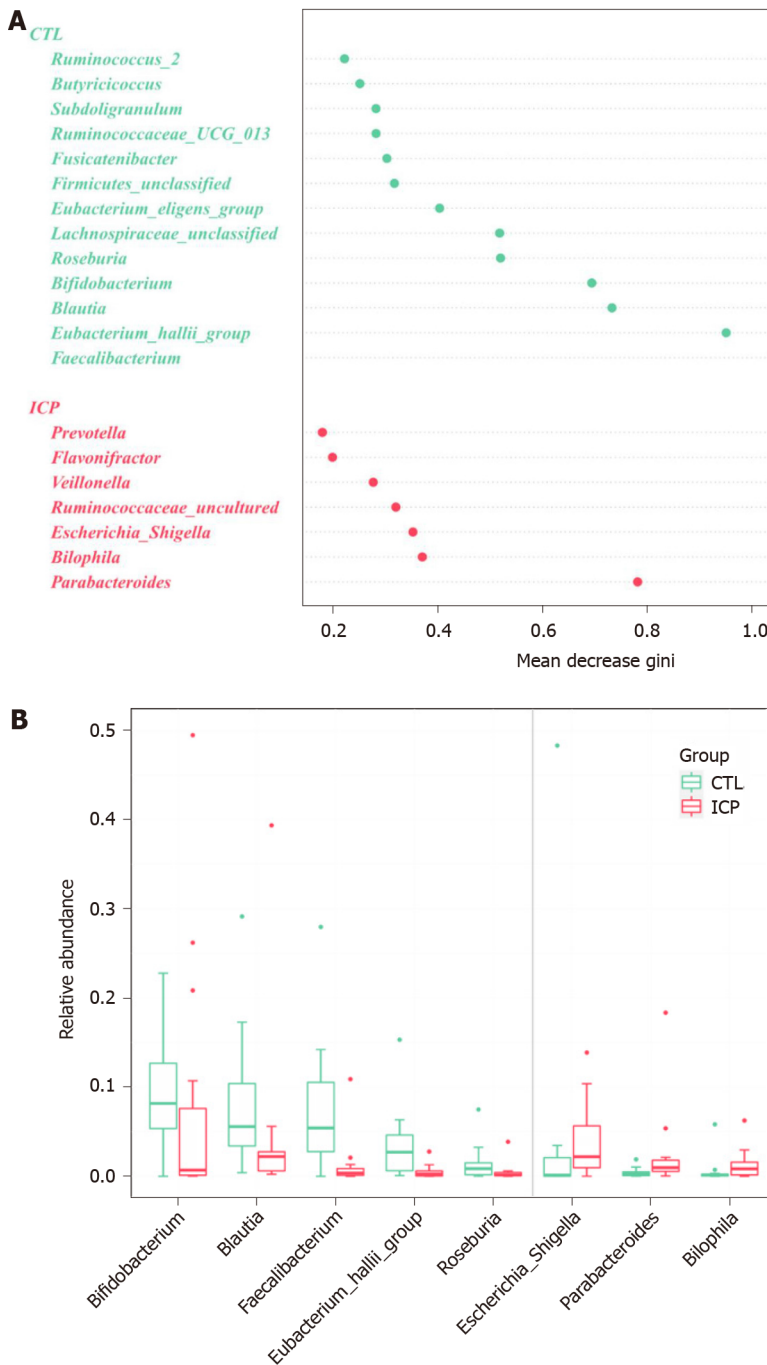 A
CTL
Ruminococcus_2
Butyricicoccus
Subdoligranulum
Ruminococcaceae_UCG_013
Fusicatenibacter
Firmicutes_unclassified
Eubacterium_eligens_group
Lachnospiraceae_unclassified
Roseburia
Bifidobacterium
Blautia
Eubacterium_hallii_group
Faecalibacterium
ICP
Prevotella
Flavonifractor
Veillonella
Ruminococcaceae_uncultured
Escherichia_Shigella
Bilophila
Parabacteroides
0.2 0.4 0.6 0.8 1.0
Mean decrease gini
B
Relative abundance
0.5
0.4
0.3
0.2
0.1
0.0
Group
CTL
ICP
Bifidobacterium
Blautia
Faecalibacterium
Eubacterium_hallii_group
Roseburia
Escherichia_Shigella
Parabacteroides
Bilophila